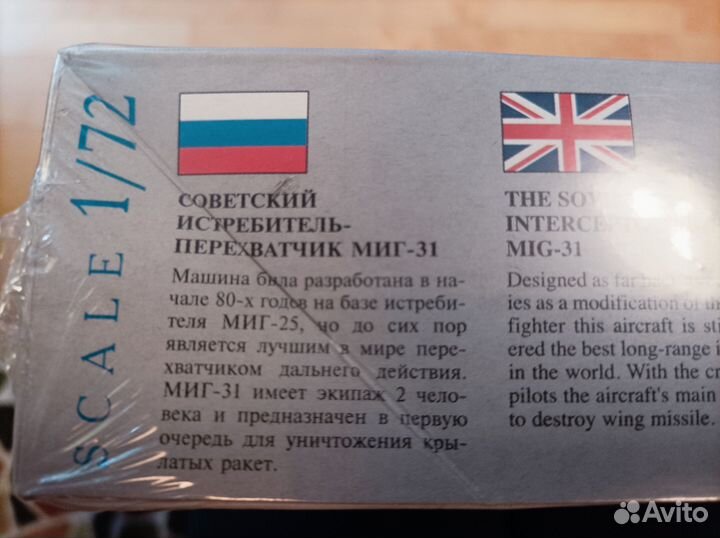 SCALE 1/72
СОВЕТСКИЙ
ИСТРЕБИТЕЛЬ-
ПЕРЕХВАТЧИК МИГ-31
Машина была разработана в на-
чале 80-х годов на базе истреби-
теля МИГ-25, но до сих пор
является лучшим в мире пере-
хватчиком дальнего действия.
МИГ-31 имеет экипаж 2 чело-
века и предназначен в первую
очередь для уничтожения кры-
латых ракет.
THE
MIG-31
Designed as
ies as a modification of
fighter this aircraft is
ered the best long-range
in the world. With the
pilots the aircraft's main
to destroy wing missile.
Avito